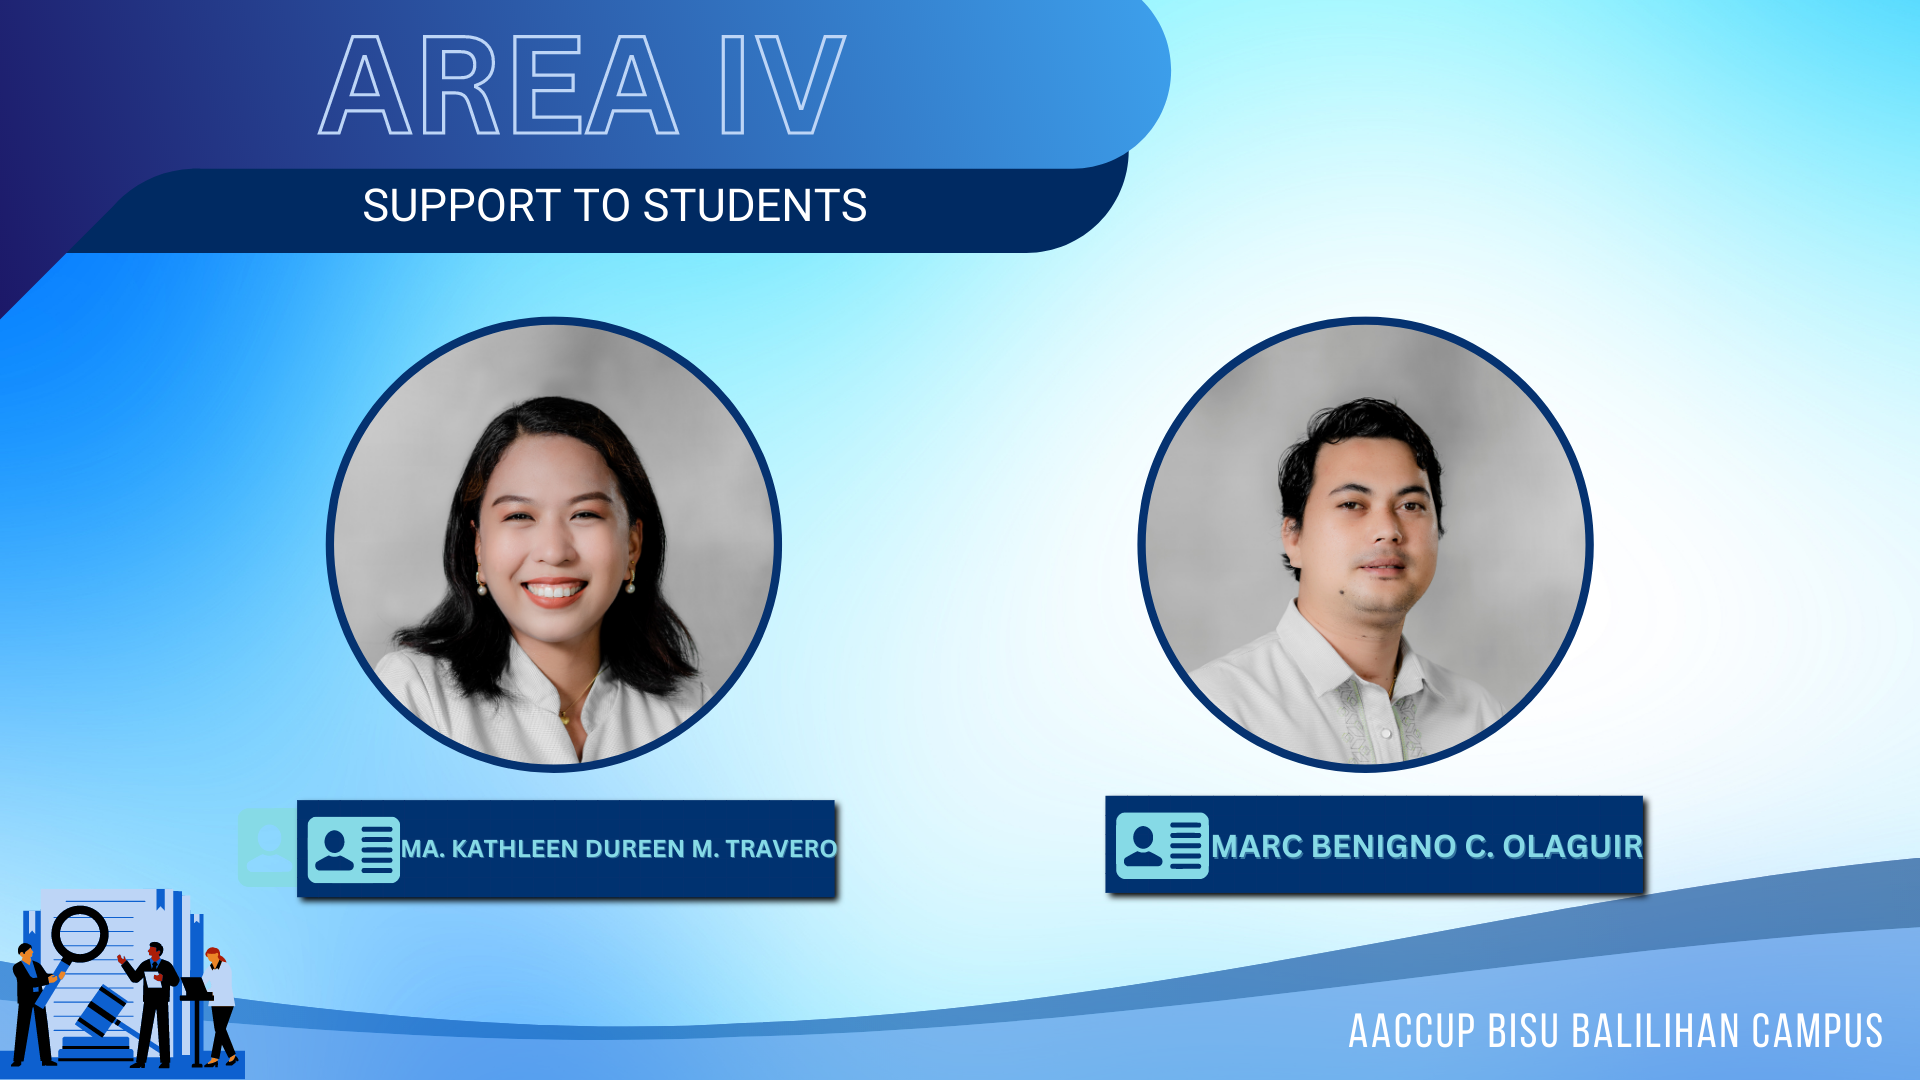 AREA IV
SUPPORT TO STUDENTS
MA. KATHLEEN DUREEN M. TRAVERO
MARC BENIGNO C. OLAGUIR
AACCUP BISU BALILIHAN CAMPUS